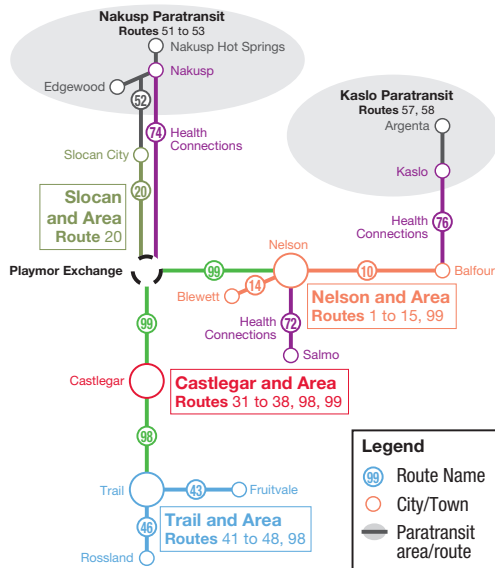 Nakusp Paratransit
Routes 51 to 53
Nakusp Hot Springs
Nakusp
Edgewood
52
74
Health
Connections
Slocan City
20
Slocan
and Area
Route 20
Kaslo Paratransit
Routes 57, 58
Argenta
Kaslo
Health
Connections
76
Playmor Exchange
99
Nelson
10
Balfour
14
Blewett
Nelson and Area
Routes 1 to 15, 99
Health
Connections
72
Salmo
99
Castlegar
Castlegar and Area
Routes 31 to 38, 98, 99
98
Trail
43
Fruitvale
Trail and Area
Routes 41 to 48, 98
46
Rossland
Legend
99 Route Name
City/Town
Paratransit
area/route